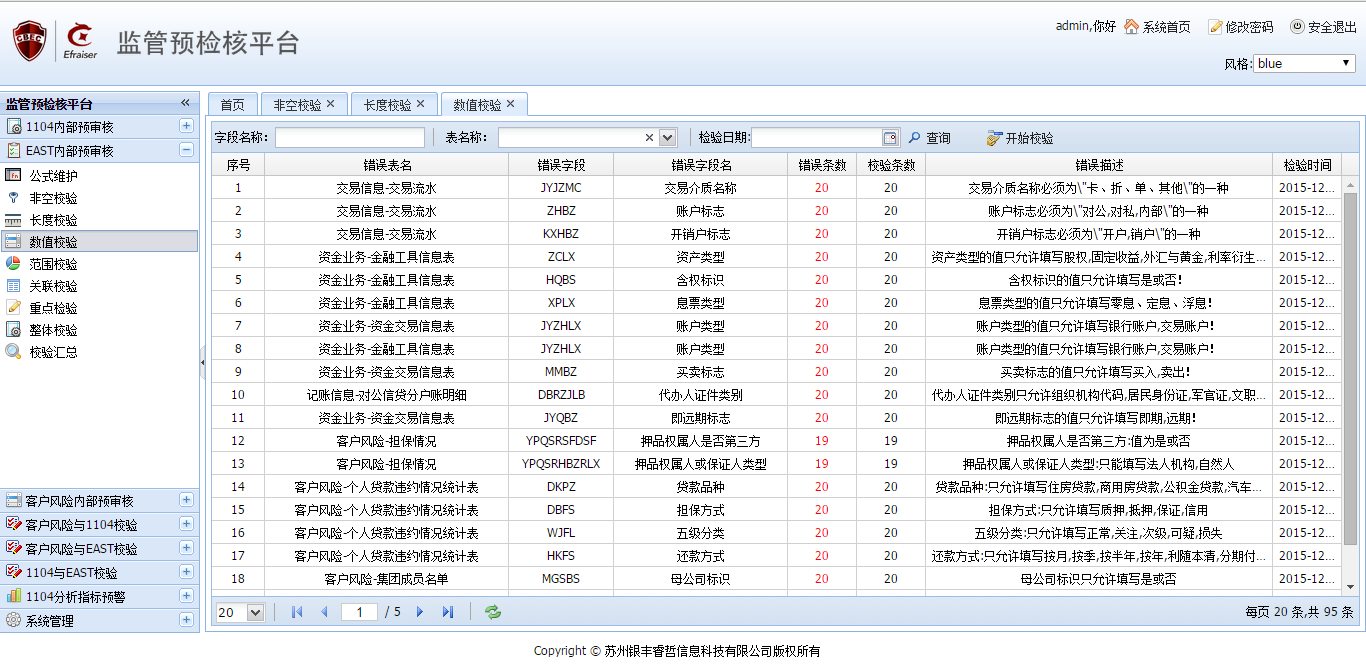 CBEC
Efraiser
监管预检核平台
admin,你好 系统首页 修改密码 安全退出
风格: blue
监管预检核平台
1104内部预审核
EAST内部预审核
公式维护
非空校验
长度校验
数值校验
范围校验
关联校验
重点检验
整体校验
校验汇总
客户风险内部预审核
客户风险与1104校验
客户风险与EAST校验
1104与EAST校验
1104分析指标预警
系统管理
首页 非空校验 长度校验 数值校验
字段名称: 表名称: 检验日期: 查询 开始校验
序号 错误表名 错误字段 错误字段名 错误条数 校验条数 错误描述 检验时间
1 交易信息-交易流水 JYJZMC 交易介质名称 20 20 交易介质名称必须为\"卡、折、单、其他\"的一种 2015-12...
2 交易信息-交易流水 ZHBZ 账户标志 20 20 账户标志必须为\"对公,对私,内部\"的一种 2015-12...
3 交易信息-交易流水 KXHBZ 开销户标志 20 20 开销户标志必须为\"开户,销户\"的一种 2015-12...
4 资金业务-金融工具信息表 ZCLX 资产类型 20 20 资产类型的值只允许填写股权,固定收益,外汇与黄金,利率衍生... 2015-12...
5 资金业务-金融工具信息表 HQBS 含权标识 20 20 含权标识的值只允许填写是或否! 2015-12...
6 资金业务-金融工具信息表 XPLX 息票类型 20 20 息票类型的值只允许填写零息、定息、浮息! 2015-12...
7 资金业务-资金交易信息表 JYZHLX 账户类型 20 20 账户类型的值只允许填写银行账户,交易账户! 2015-12...
8 资金业务-金融工具信息表 JYZHLX 账户类型 20 20 账户类型的值只允许填写银行账户,交易账户! 2015-12...
9 资金业务-资金交易信息表 MMBZ 买卖标志 20 20 买卖标志的值只允许填写买入,卖出! 2015-12...
10 记账信息-对公信贷分户账明细 DBRZJLB 代办人证件类别 20 20 代办人证件类别只允许组织机构代码,居民身份证,军官证,文职... 2015-12...
11 资金业务-资金交易信息表 JYQBZ 即远期标志 20 20 即远期标志的值只允许填写即期,远期! 2015-12...
12 客户风险-担保情况 YPQSRSFDSF 押品权属人是否第三方 19 19 押品权属人是否第三方:值为是或否 2015-12...
13 客户风险-担保情况 YPQSRHBZRLX 押品权属人或保证人类型 19 19 押品权属人或保证人类型:只能填写法人机构,自然人 2015-12...
14 客户风险-个人贷款违约情况统计表 DKPZ 贷款品种 20 20 贷款品种:只允许填写住房贷款,商用房贷款,公积金贷款,汽车... 2015-12...
15 客户风险-个人贷款违约情况统计表 DBFS 担保方式 20 20 担保方式:只允许填写质押,抵押,保证,信用 2015-12...
16 客户风险-个人贷款违约情况统计表 WJFL 五级分类 20 20 五级分类:只允许填写正常,关注,次级,可疑,损失 2015-12...
17 客户风险-个人贷款违约情况统计表 HKFS 还款方式 20 20 还款方式:只允许填写按月,按季,按半年,按年,利随本清,分期付... 2015-12...
18 客户风险-集团成员名单 MGSBS 母公司标识 20 20 母公司标识只允许填写是或否 2015-12...
20 1 / 5 每页 20 条,共 95 条
Copyright © 苏州银丰睿哲信息科技有限公司版权所有